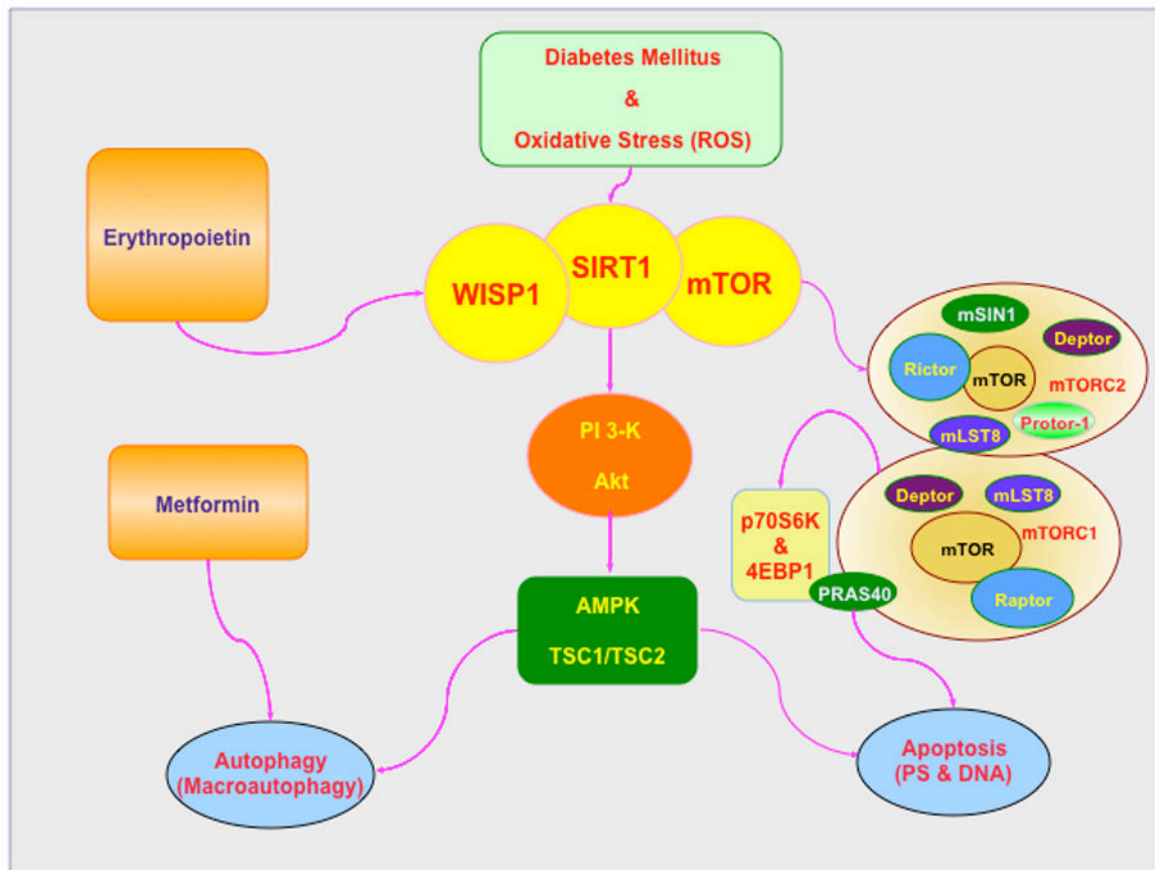 Diabetes Mellitus
&
Oxidative Stress (ROS)
Erythropoietin
WISP1
SIRT1
mTOR
mSIN1
Deptor
Rictor
mTOR
mTORC2
Protor-1
mLST8
PI 3-K
Akt
Metformin
Deptor
mLST8
p70S6K
&
4EBP1
mTOR
mTORC1
PRAS40
Raptor
AMPK
TSC1/TSC2
Autophagy
(Macroautophagy)
Apoptosis
(PS & DNA)